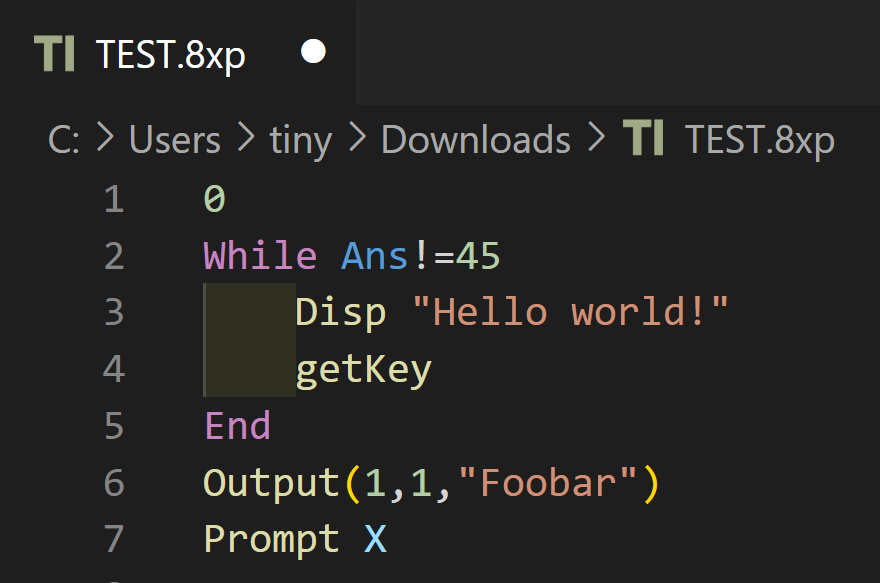 TI TEST.8xp
C: > Users > tiny > Downloads > TI TEST.8xp
1 0
2 While Ans!=45
3 Disp "Hello world!"
4 getKey
5 End
6 Output(1,1,"Foobar")
7 Prompt X